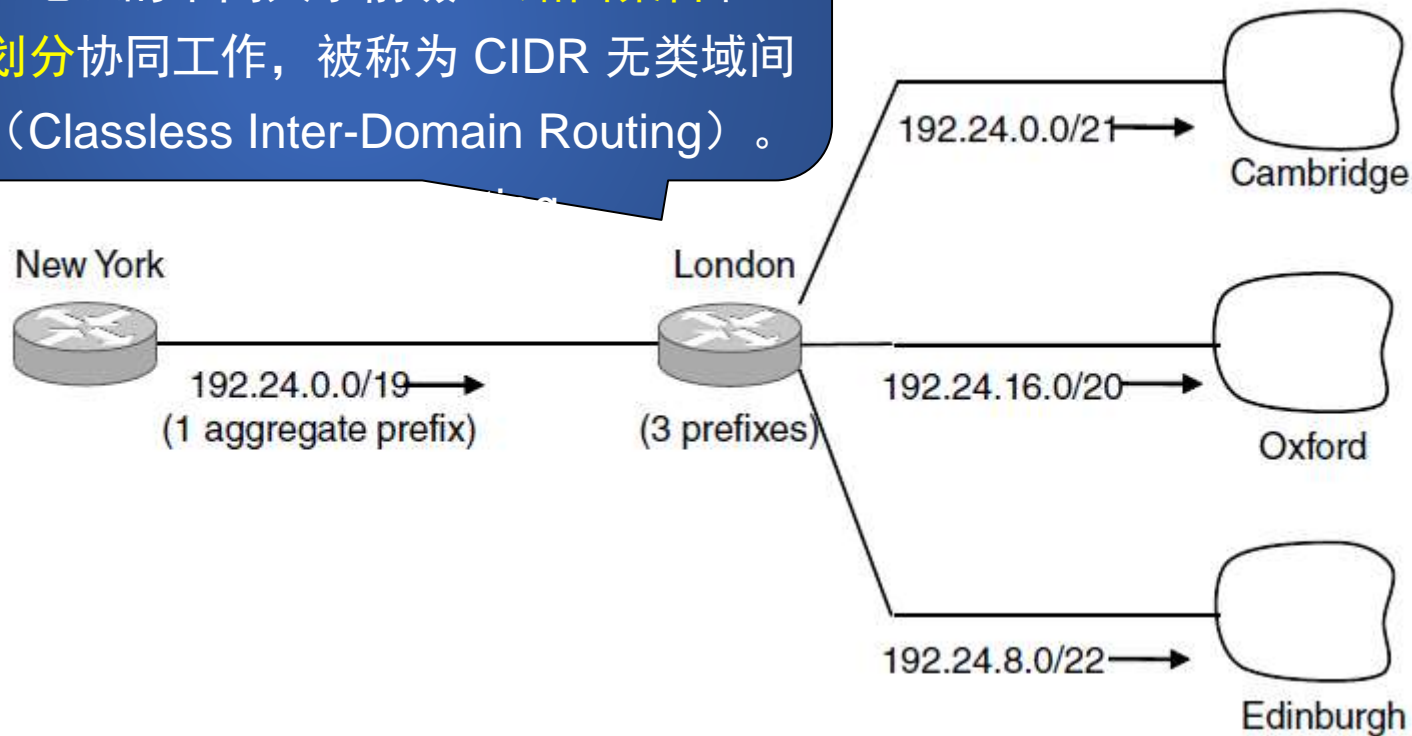 划分协同工作，被称为 CIDR 无类域间
（Classless Inter-Domain Routing）。
192.24.0.0/21
Cambridge
New York
London
192.24.0.0/19
(1 aggregate prefix)
(3 prefixes)
192.24.16.0/20
Oxford
192.24.8.0/22
Edinburgh